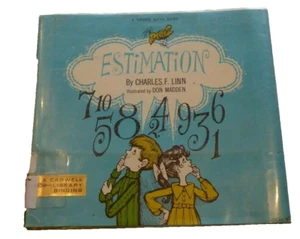 ESTIMATION
By CHARLES F. LINN
Illustrated by DON MADDEN
7 10 5 8 2 4 9 3 6 1
A CROWELL
LIBRARY
BINDING